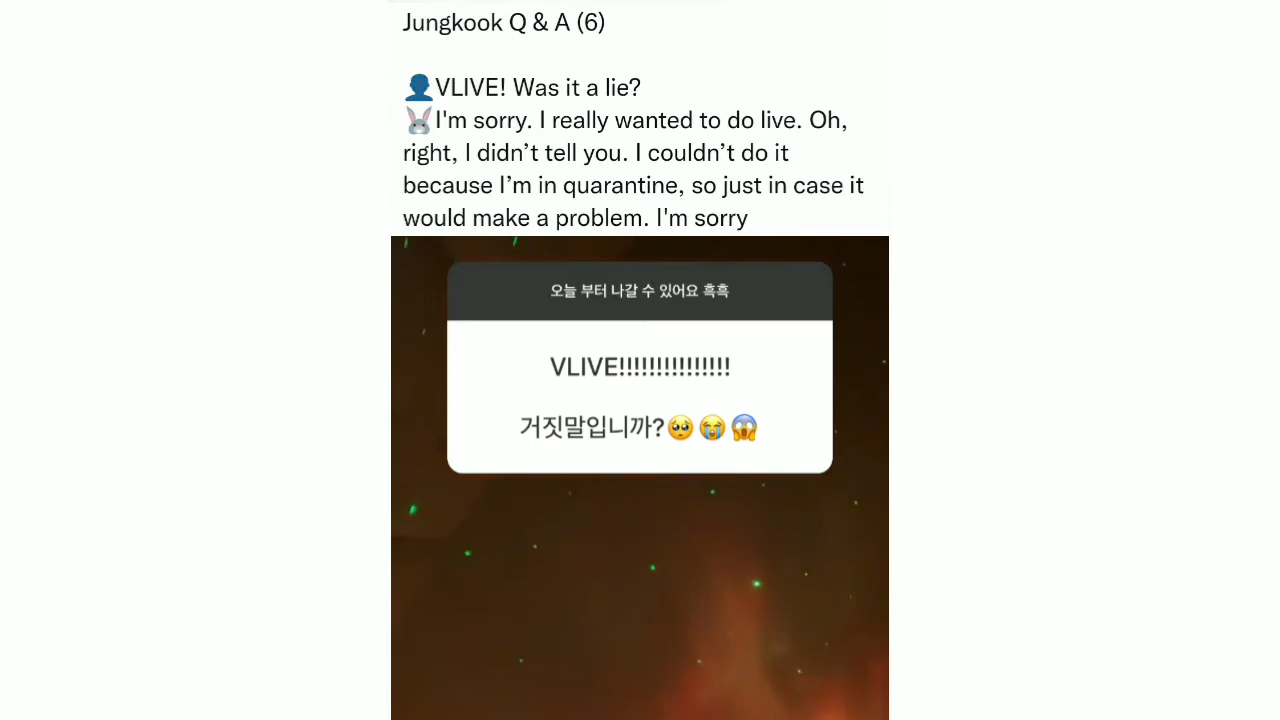 Jungkook Q & A (6)
👤VLIVE! Was it a lie?
🐰I'm sorry. I really wanted to do live. Oh,
right, I didn’t tell you. I couldn’t do it
because I’m in quarantine, so just in case it
would make a problem. I'm sorry
오늘 부터 나갈 수 있어요 흑흑
VLIVE!!!!!!!!!!!!!!!
거짓말입니까?🥺😭😱